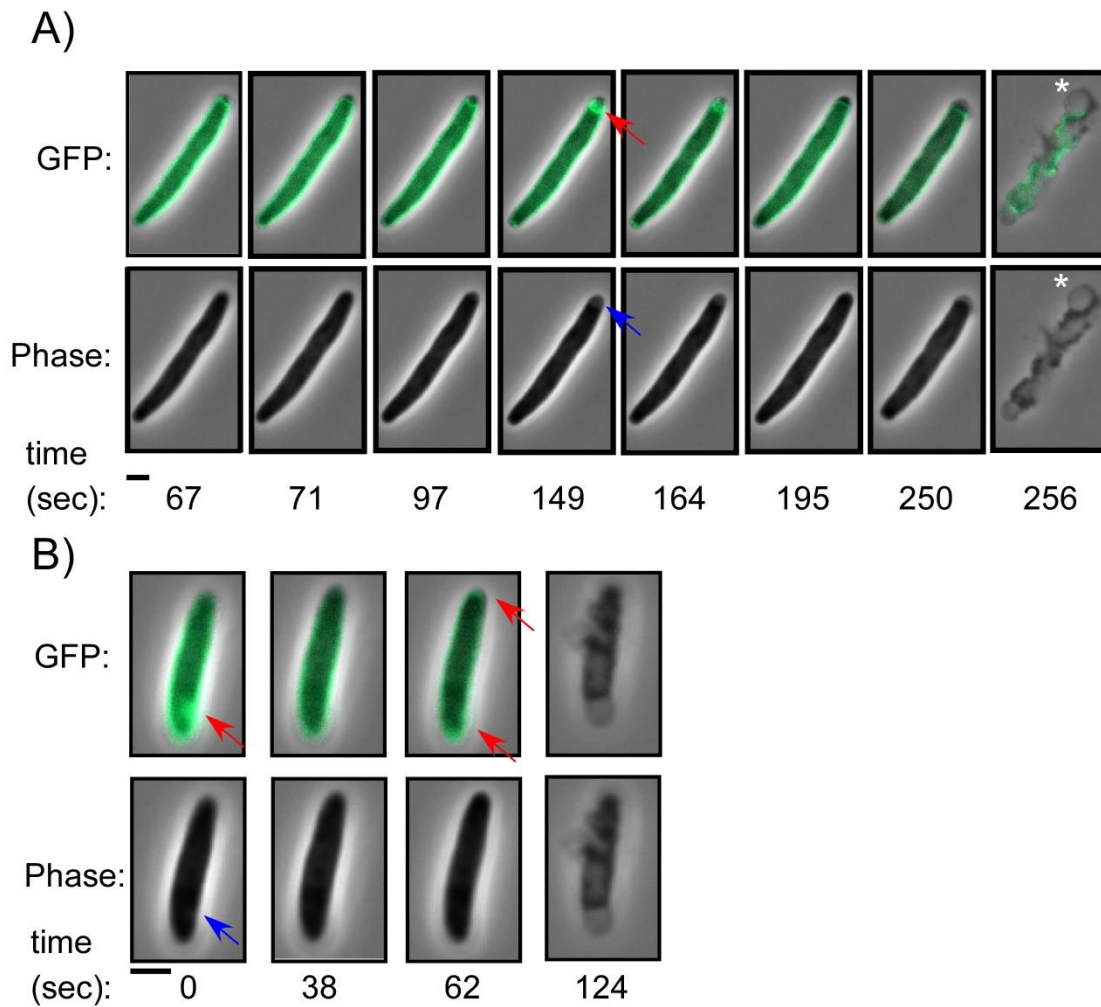 A)
GFP:
*
Phase:
*
time
(sec): 67 71 97 149 164 195 250 256
B)
GFP:
Phase:
time
(sec): 0 38 62 124